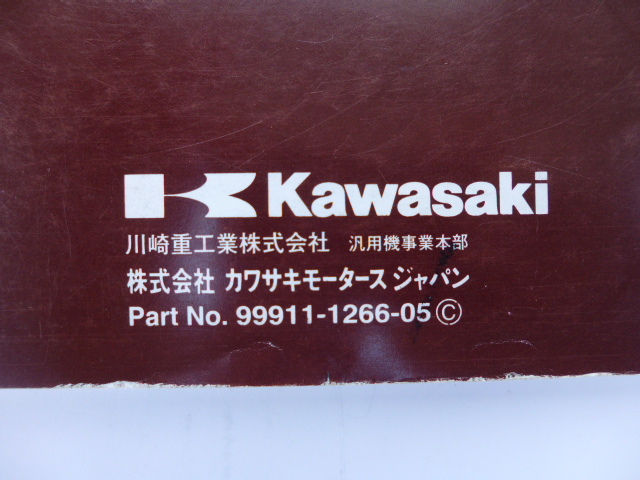 Kawasaki
川崎重工業株式会社 汎用機事業本部
株式会社 カワサキモータースジャパン
Part No. 99911-1266-05 Ⓒ